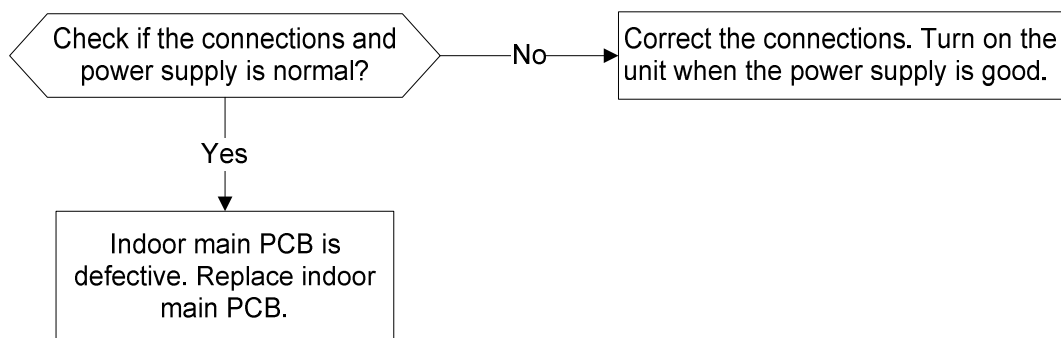 Check if the connections and
power supply is normal?
No
Correct the connections. Turn on the
unit when the power supply is good.
Yes
Indoor main PCB is
defective. Replace indoor
main PCB.